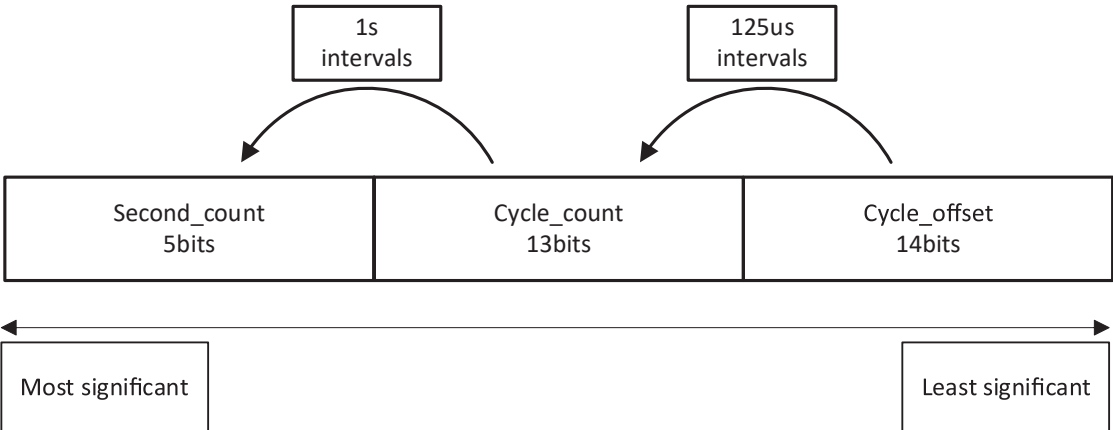 1s
intervals
125us
intervals
Second_count
5bits
Cycle_count
13bits
Cycle_offset
14bits
Most significant
Least significant